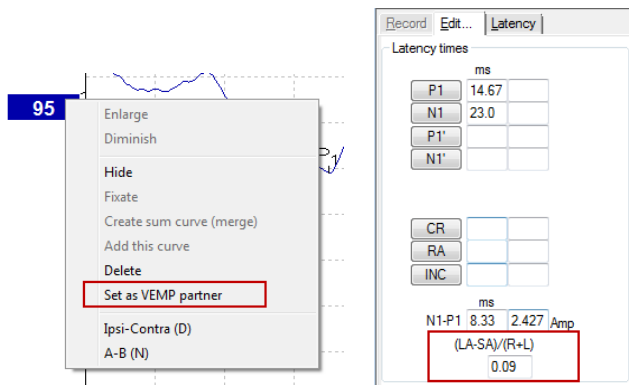 95
Enlarge
Diminish
Hide
Fixate
Create sum curve (merge)
Add this curve
Delete
Set as VEMP partner
Ipsi-Contra (D)
A-B (N)
Record Edit... Latency
Latency times
ms
P1 14.67
N1 23.0
P1'
N1'
CR
RA
INC
ms
N1-P1 8.33 2.427 Amp
(LA-SA)/(R+L)
0.09